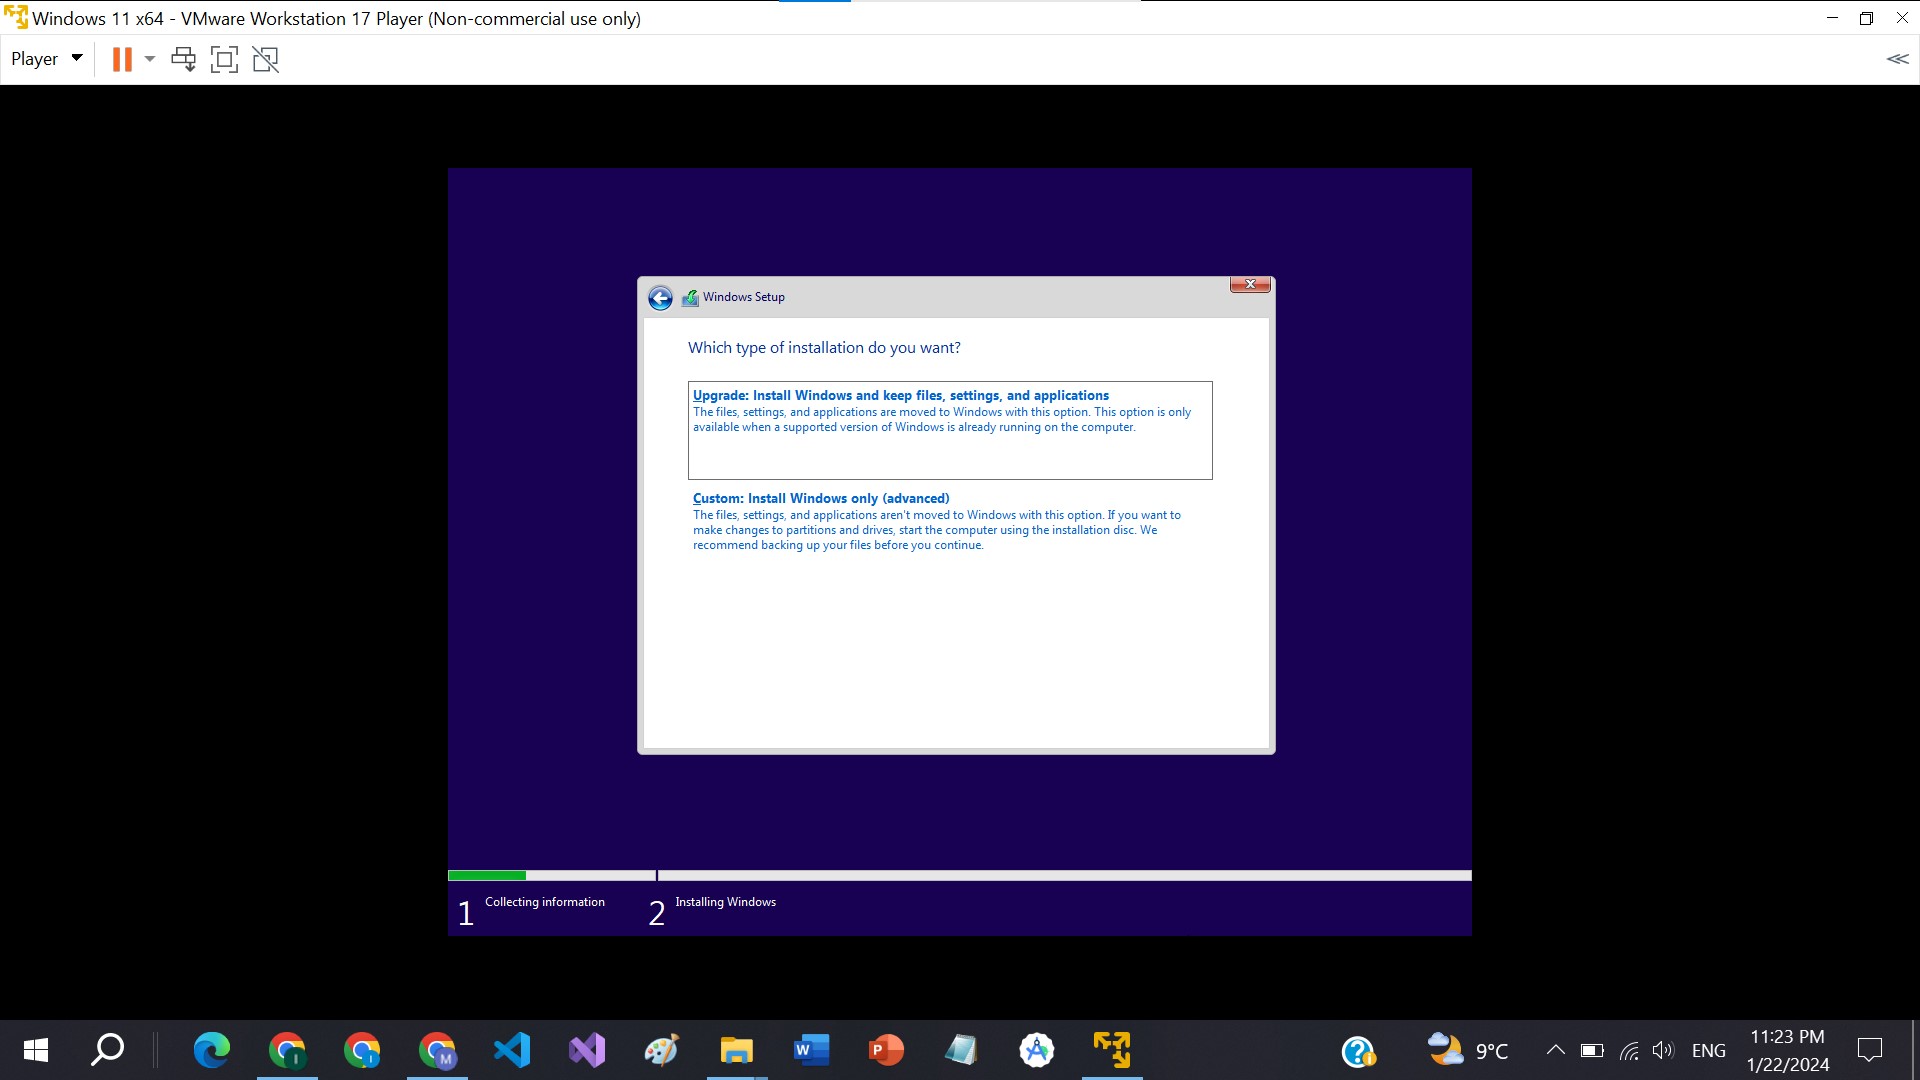 Windows 11 x64 - VMware Workstation 17 Player (Non-commercial use only)
Player
Windows Setup
Which type of installation do you want?
Upgrade: Install Windows and keep files, settings, and applications
The files, settings, and applications are moved to Windows with this option. This option is only
available when a supported version of Windows is already running on the computer.
Custom: Install Windows only (advanced)
The files, settings, and applications aren't moved to Windows with this option. If you want to
make changes to partitions and drives, start the computer using the installation disc. We
recommend backing up your files before you continue.
1 Collecting information 2 Installing Windows
9°C
ENG
11:23 PM
1/22/2024